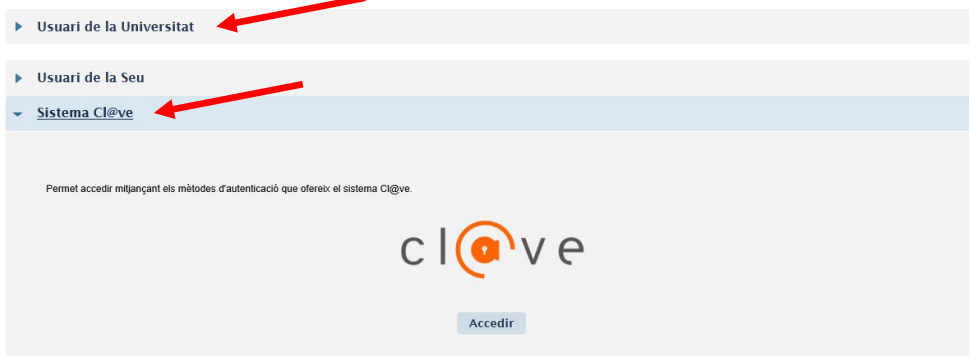 Usuari de la Universitat
Usuari de la Seu
Sistema Cl@ve
Permet accedir mitjançant els mètodes d'autenticació que ofereix el sistema Cl@ve.
cl@ve
Accedir